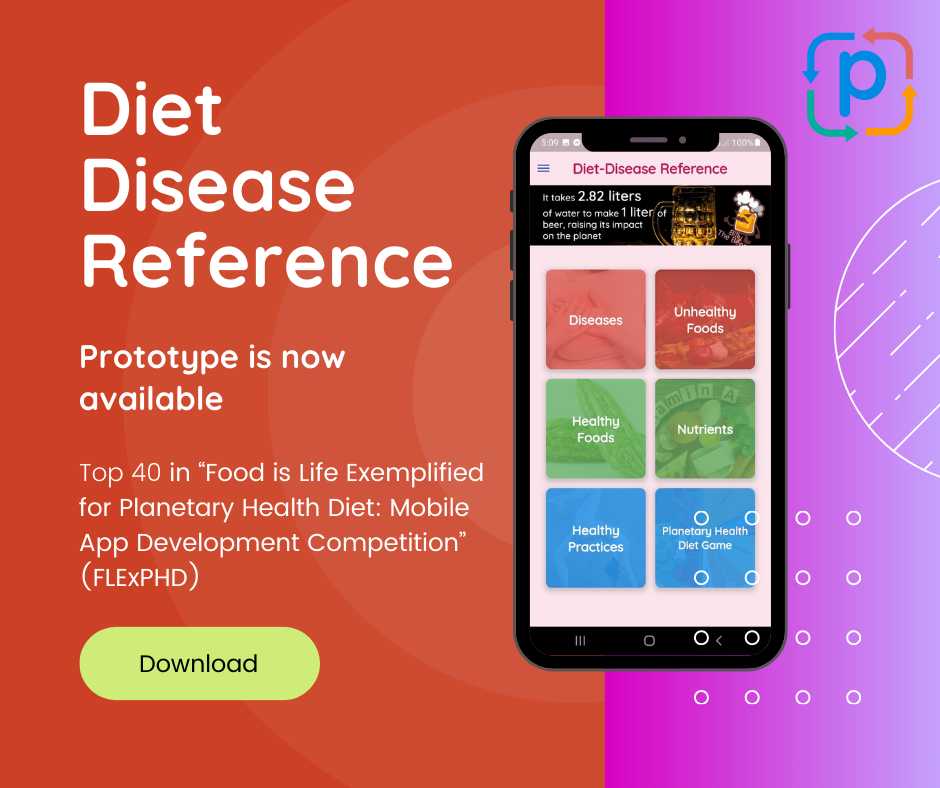 Diet
Disease
Reference
Prototype is now
available
Top 40 in “Food is Life Exemplified
for Planetary Health Diet: Mobile
App Development Competition”
(FLExPHD)
Download
p
5:09
100%
Diet-Disease Reference
It takes 2.82 liters
of water to make 1 liter of
beer, raising its impact
on the planet
Diseases
Unhealthy
Foods
Healthy
Foods
Nutrients
Healthy
Practices
Planetary Health
Diet Game